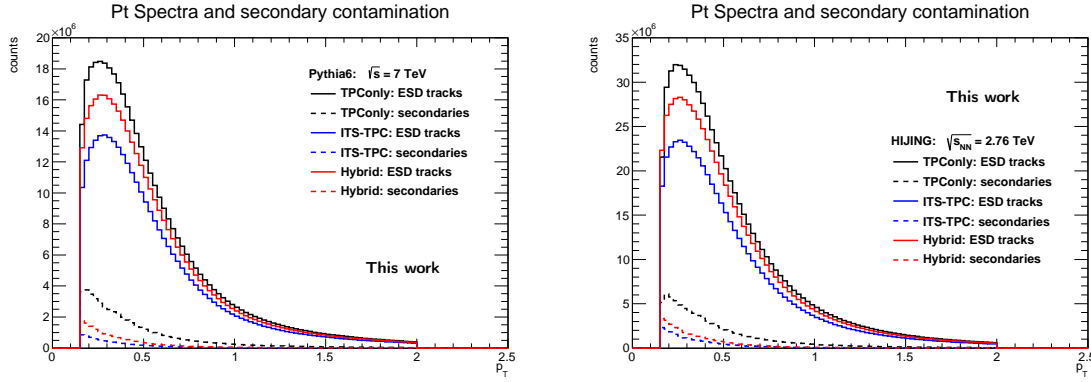 Pt Spectra and secondary contamination
×10⁶
counts
20
18
16
14
12
10
8
6
4
2
0
0 0.5 1 1.5 2 2.5
p_T
Pythia6: √s = 7 TeV
TPConly: ESD tracks
TPConly: secondaries
ITS-TPC: ESD tracks
ITS-TPC: secondaries
Hybrid: ESD tracks
Hybrid: secondaries
This work
Pt Spectra and secondary contamination
×10⁶
counts
35
30
25
20
15
10
5
0
0 0.5 1 1.5 2 2.5
p_T
This work
HIJING: √s_NN = 2.76 TeV
TPConly: ESD tracks
TPConly: secondaries
ITS-TPC: ESD tracks
ITS-TPC: secondaries
Hybrid: ESD tracks
Hybrid: secondaries